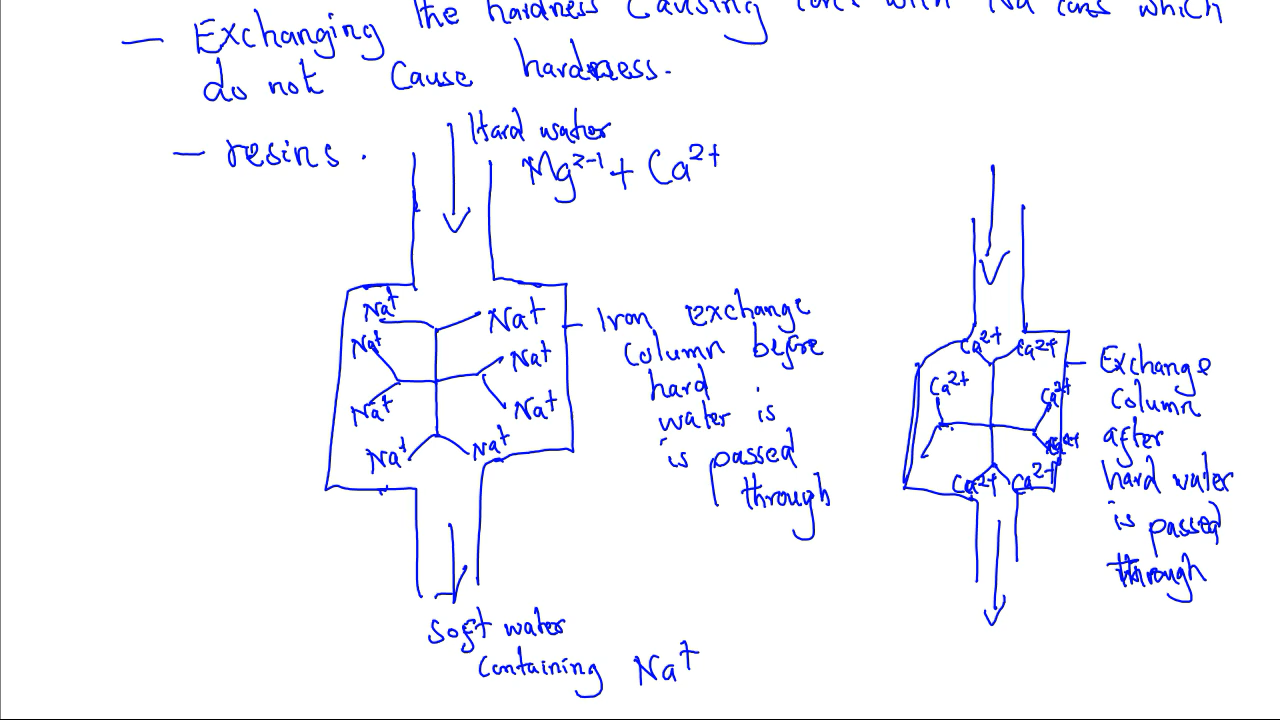 — Exchanging the hardness causing ions with Na ions which
do not cause hardness.
— resins.
Hard water
Mg²⁻¹ + Ca²⁺
Na⁺
Na⁺
Na⁺
Na⁺
Na⁺
Na⁺
Na⁺
Na⁺
Iron exchange
column before
hard
water is
is passed
through
Soft water
containing Na⁺
Ca²⁺
Ca²⁺
Ca²⁺
Ca²⁺
Ca²⁺
Ca²⁺
Exchange
column
after
hard water
is passed
through